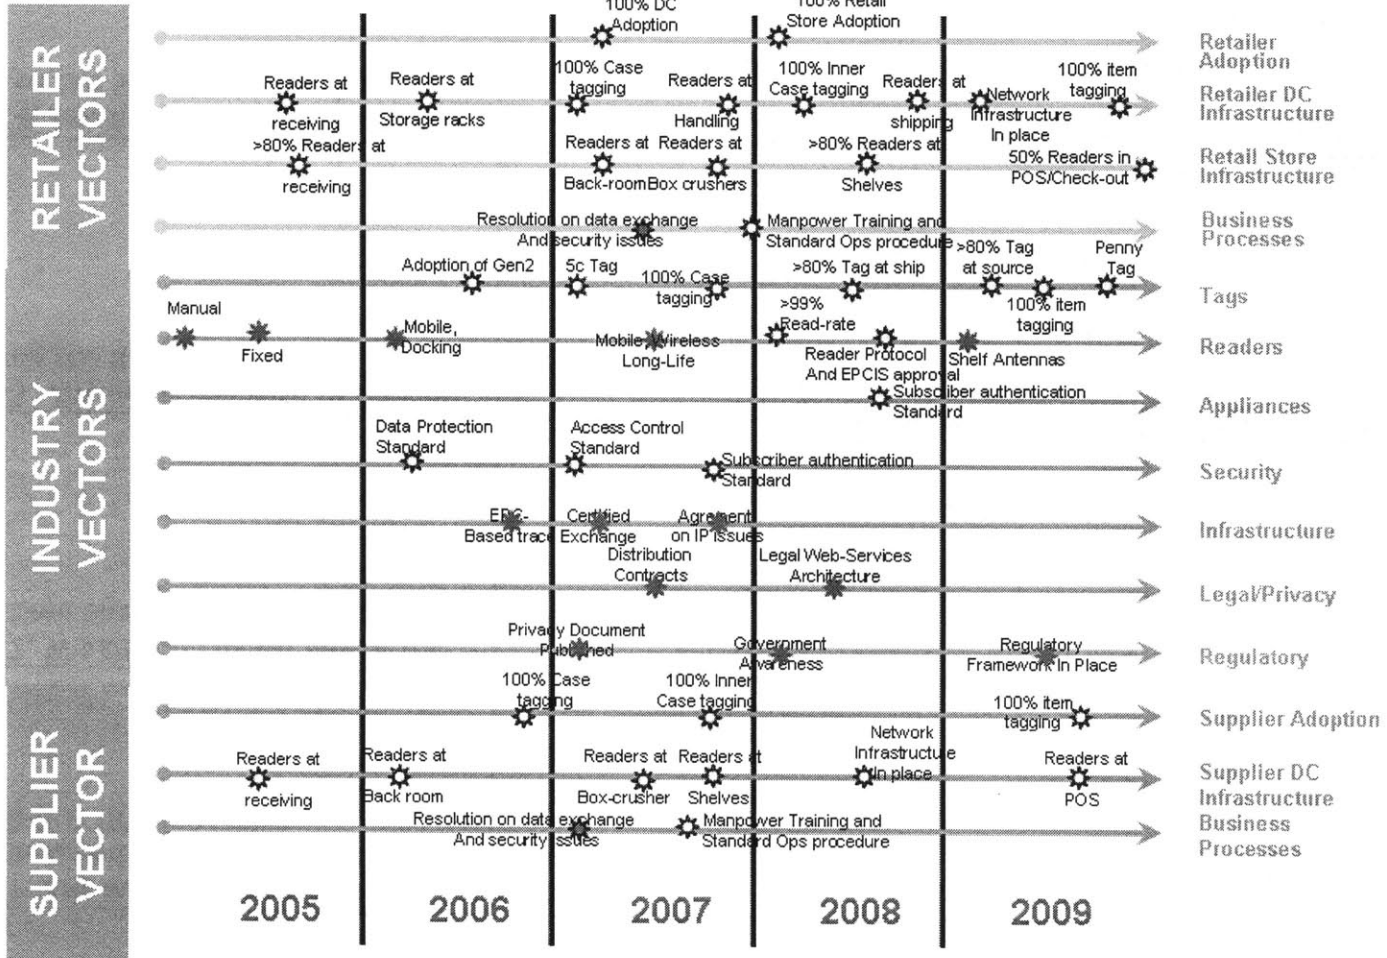 RETAILER
VECTORS
INDUSTRY
VECTORS
SUPPLIER
VECTOR
100% DC
Adoption
100% Retail
Store Adoption
Retailer
Adoption
Readers at
receiving
Readers at
Storage racks
100% Case
tagging
Readers at
Handling
100% Inner
Case tagging
Readers at
shipping
Network
Infrastructure
In place
100% item
tagging
Retailer DC
Infrastructure
>80% Readers at
receiving
Readers at
Back-room
Readers at
Box crushers
>80% Readers at
Shelves
50% Readers in
POS/Check-out
Retail Store
Infrastructure
Resolution on data exchange
And security issues
Manpower Training and
Standard Ops procedure
Business
Processes
Adoption of Gen2
5c Tag
100% Case
tagging
>80% Tag at ship
>80% Tag
at source
100% item
tagging
Penny
Tag
Tags
Manual
Fixed
Mobile,
Docking
Mobile Wireless
Long-Life
>99%
Read-rate
Reader Protocol
And EPCIS approval
Shelf Antennas
Readers
Subscriber authentication
Standard
Appliances
Data Protection
Standard
Access Control
Standard
Subscriber authentication
Standard
Security
EPC-
Based trace
Certified
Exchange
Agreement
on IP issues
Infrastructure
Distribution
Contracts
Legal Web-Services
Architecture
Legal/Privacy
Privacy Document
Published
Government
Awareness
Regulatory
Framework In Place
Regulatory
100% Case
tagging
100% Inner
Case tagging
100% item
tagging
Supplier Adoption
Readers at
receiving
Readers at
Back room
Readers at
Box-crusher
Readers at
Shelves
Network
Infrastructure
In place
Readers at
POS
Supplier DC
Infrastructure
Resolution on data exchange
And security issues
Manpower Training and
Standard Ops procedure
Business
Processes
2005
2006
2007
2008
2009